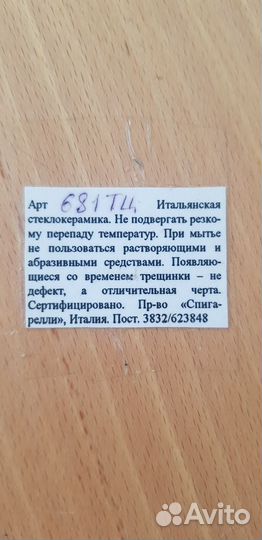 Арт 681ТЦ Итальянская
стеклокерамика. Не подвергать резко-
му перепаду температур. При мытье
не пользоваться растворяющими и
абразивными средствами. Появляю-
щиеся со временем трещинки – не
дефект, а отличительная черта.
Сертифицировано. Пр-во «Спига-
релли», Италия. Пост. 3832/623848
Avito